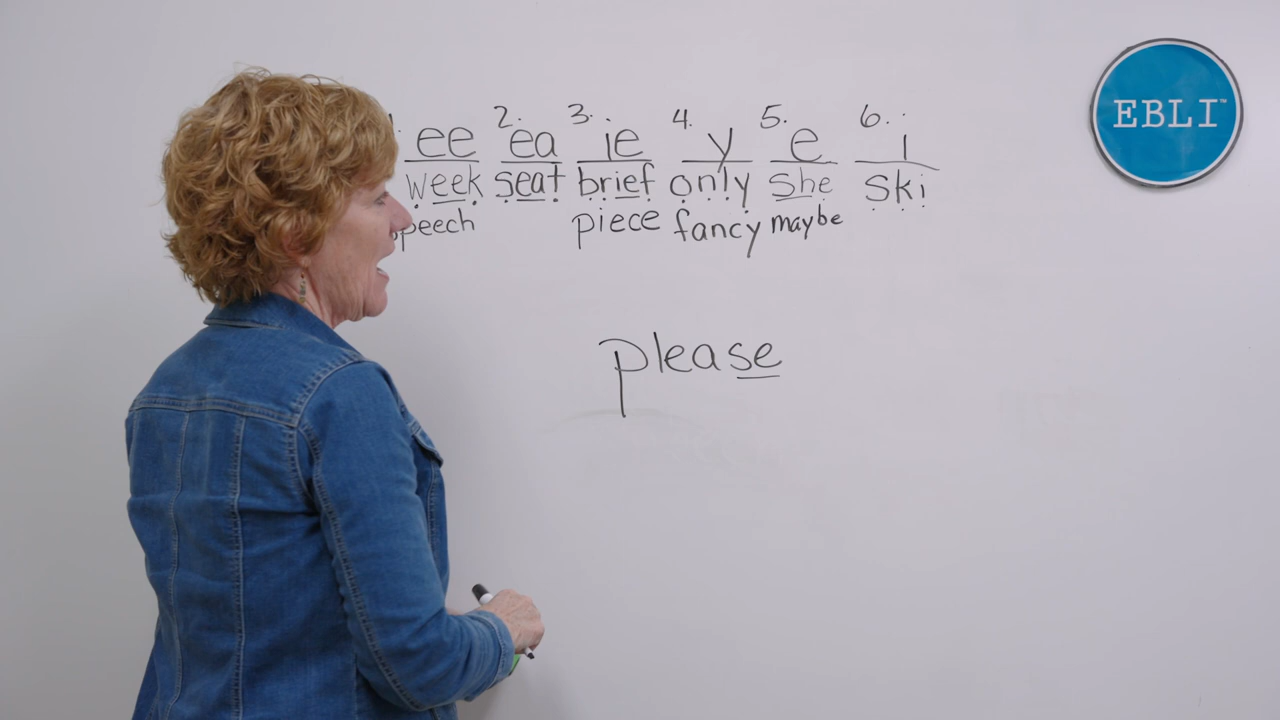 1. ee 2. ea 3. ie 4. y 5. e 6. i
week seat brief only she ski
speech piece fancy maybe
please
EBLI™